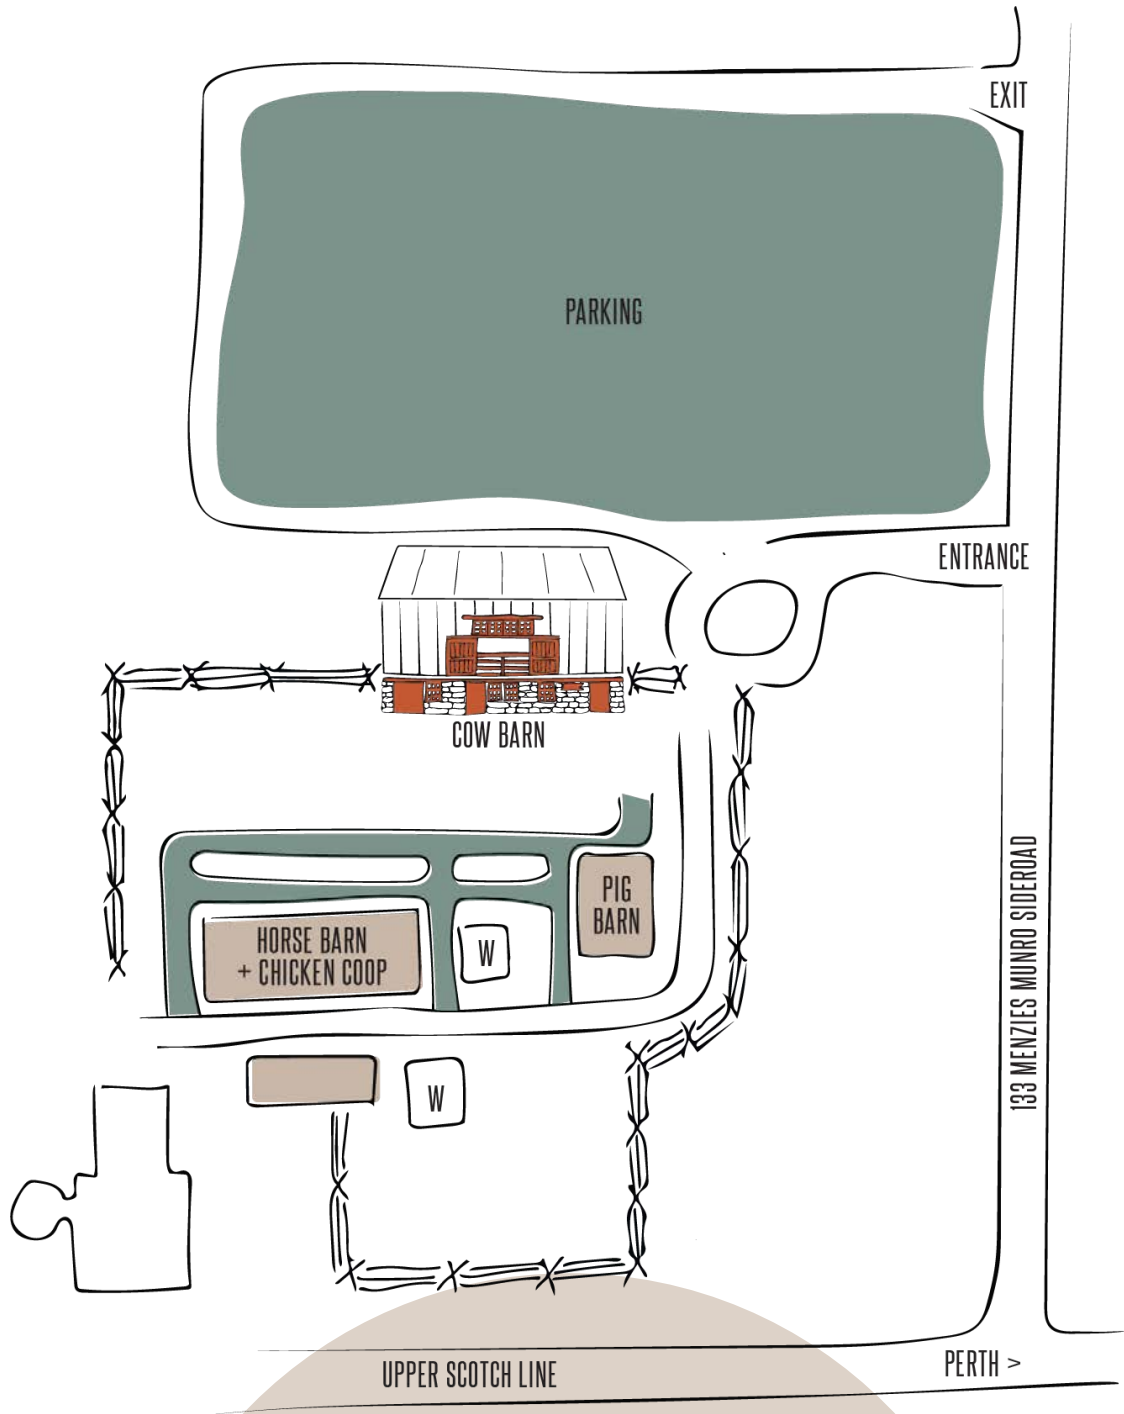 EXIT
PARKING
ENTRANCE
COW BARN
PIG
BARN
HORSE BARN
+ CHICKEN COOP
W
133 MENZIES MUNRO SIDEROAD
W
PERTH >
UPPER SCOTCH LINE